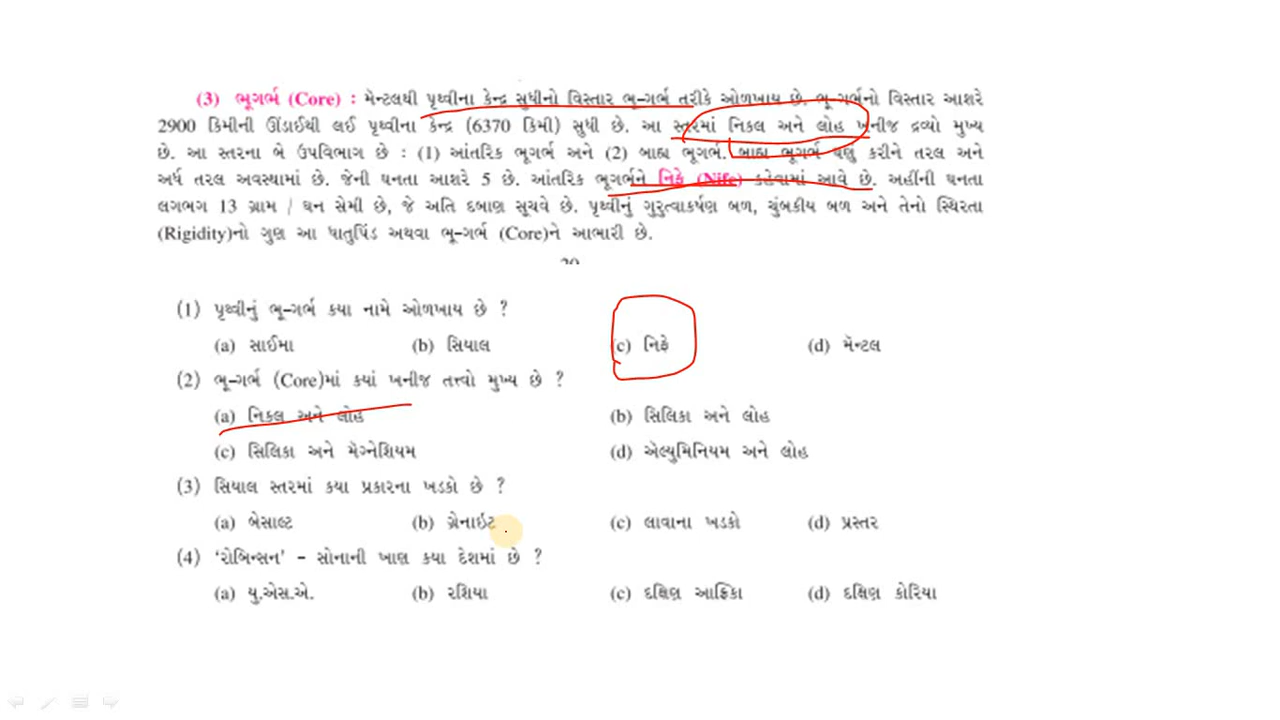 (3) ભૂગર્ભ (Core) : મેન્ટલથી પૃથ્વીના કેન્દ્ર સુધીનો વિસ્તાર ભૂ-ગર્ભ તરીકે ઓળખાય છે. ભૂ-ગર્ભનો વિસ્તાર આશરે
2900 કિમીની ઊંડાઈથી લઈ પૃથ્વીના કેન્દ્ર (6370 કિમી) સુધી છે. આ સ્તરમાં નિકલ અને લોહ ખનીજ દ્રવ્યો મુખ્ય
છે. આ સ્તરના બે ઉપવિભાગ છે : (1) આંતરિક ભૂગર્ભ અને (2) બાહ્ય ભૂગર્ભ. બાહ્ય ભૂગર્ભ ઘણું કરીને તરલ અને
અર્ધ તરલ અવસ્થામાં છે. જેની ઘનતા આશરે 5 છે. આંતરિક ભૂગર્ભને નિફે (Nife) કહેવામાં આવે છે. અહીંની ઘનતા
લગભગ 13 ગ્રામ / ઘન સેમી છે, જે અતિ દબાણ સૂચવે છે. પૃથ્વીનું ગુરુત્વાકર્ષણ બળ, ચુંબકીય બળ અને તેનો સ્થિરતા
(Rigidity)નો ગુણ આ ધાતુપિંડ અથવા ભૂ-ગર્ભ (Core)ને આભારી છે.
(1) પૃથ્વીનું ભૂ-ગર્ભ કયા નામે ઓળખાય છે ?
(a) સાઈમા (b) સિયાલ (c) નિફે (d) મૅન્ટલ
(2) ભૂ-ગર્ભ (Core)માં ક્યાં ખનીજ તત્ત્વો મુખ્ય છે ?
(a) નિકલ અને લોહ (b) સિલિકા અને લોહ
(c) સિલિકા અને મૅગ્નેશિયમ (d) ઍલ્યુમિનિયમ અને લોહ
(3) સિયાલ સ્તરમાં કયા પ્રકારના ખડકો છે ?
(a) બેસાલ્ટ (b) ગ્રેનાઇટ (c) લાવાના ખડકો (d) પ્રસ્તર
(4) ‘રોબિન્સન’ – સોનાની ખાણ કયા દેશમાં છે ?
(a) યુ.એસ.એ. (b) રશિયા (c) દક્ષિણ આફ્રિકા (d) દક્ષિણ કોરિયા